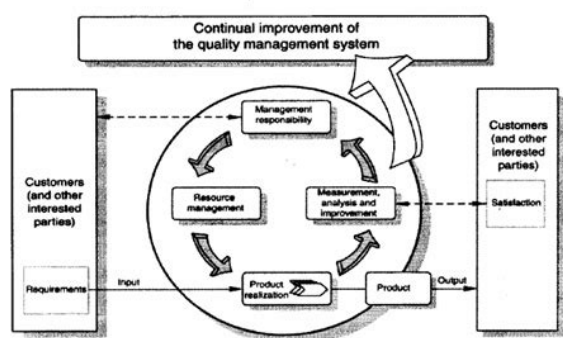 Continual improvement of
the quality management system
Management
responsibility
Customers
(and other
interested
parties)
Resource
management
Measurement,
analysis and
improvement
Customers
(and other
interested
parties)
Satisfaction
Requirements
Input
Product
realization
Product
Output